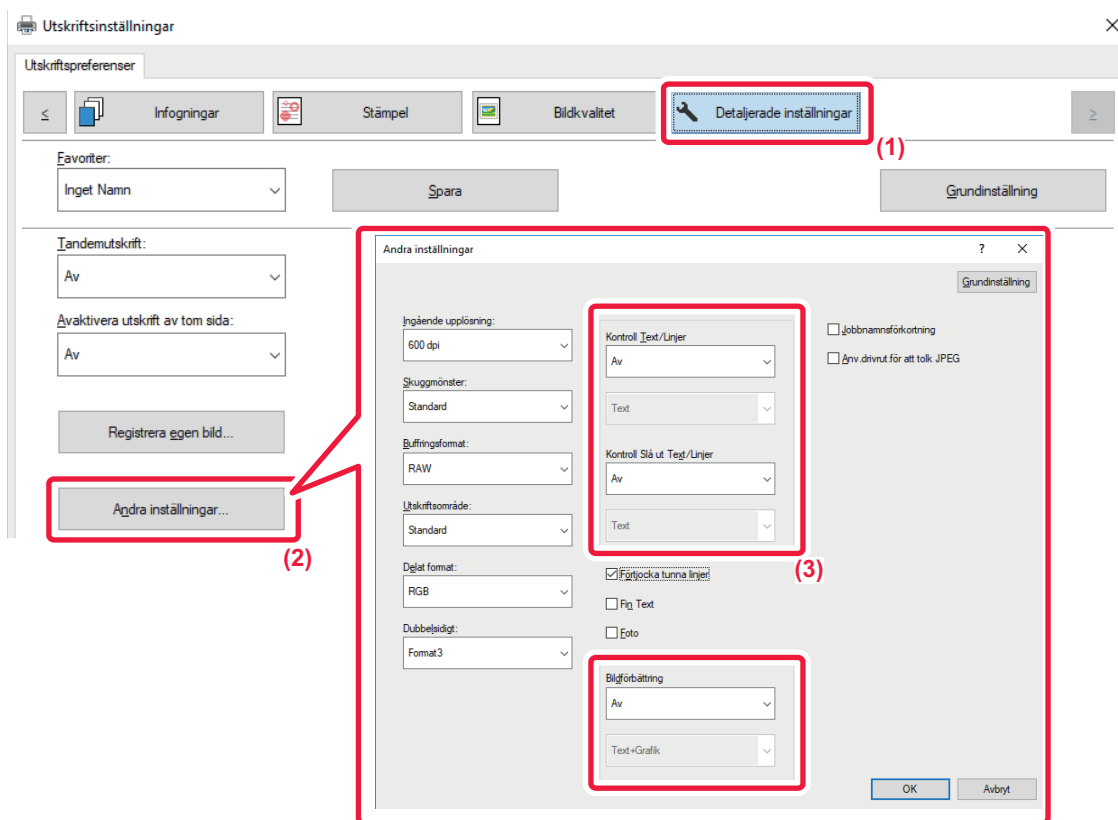 Utskriftsinställningar
Utskriftspreferenser
<
Infogningar
Stämpel
Bildkvalitet
Detaljerade inställningar
>
(1)
Favoriter:
Inget Namn
Spara
Grundinställning
Tandemutskrift:
Av
Avaktivera utskrift av tom sida:
Av
Registrera egen bild...
Andra inställningar...
(2)
Andra inställningar
?
Grundinställning
Ingående upplösning:
600 dpi
Skuggmönster:
Standard
Buffringsformat:
RAW
Utskriftsområde:
Standard
Delat format:
RGB
Dubbelsidigt:
Format3
Kontroll Text/Linjer
Av
Text
Kontroll Slå ut Text/Linjer
Av
Text
(3)
Förtjocka tunna linjer
Fin Text
Foto
Bildförbättring
Av
Text+Grafik
Jobbnamnsförkortning
Anv.drivrut för att tolk JPEG
OK
Avbryt